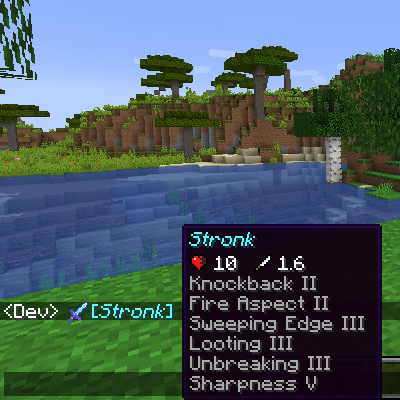 Stronk
10 1.6
Knockback II
Fire Aspect II
<Dev> [Stronk]
Sweeping Edge III
Looting III
Unbreaking III
Sharpness V